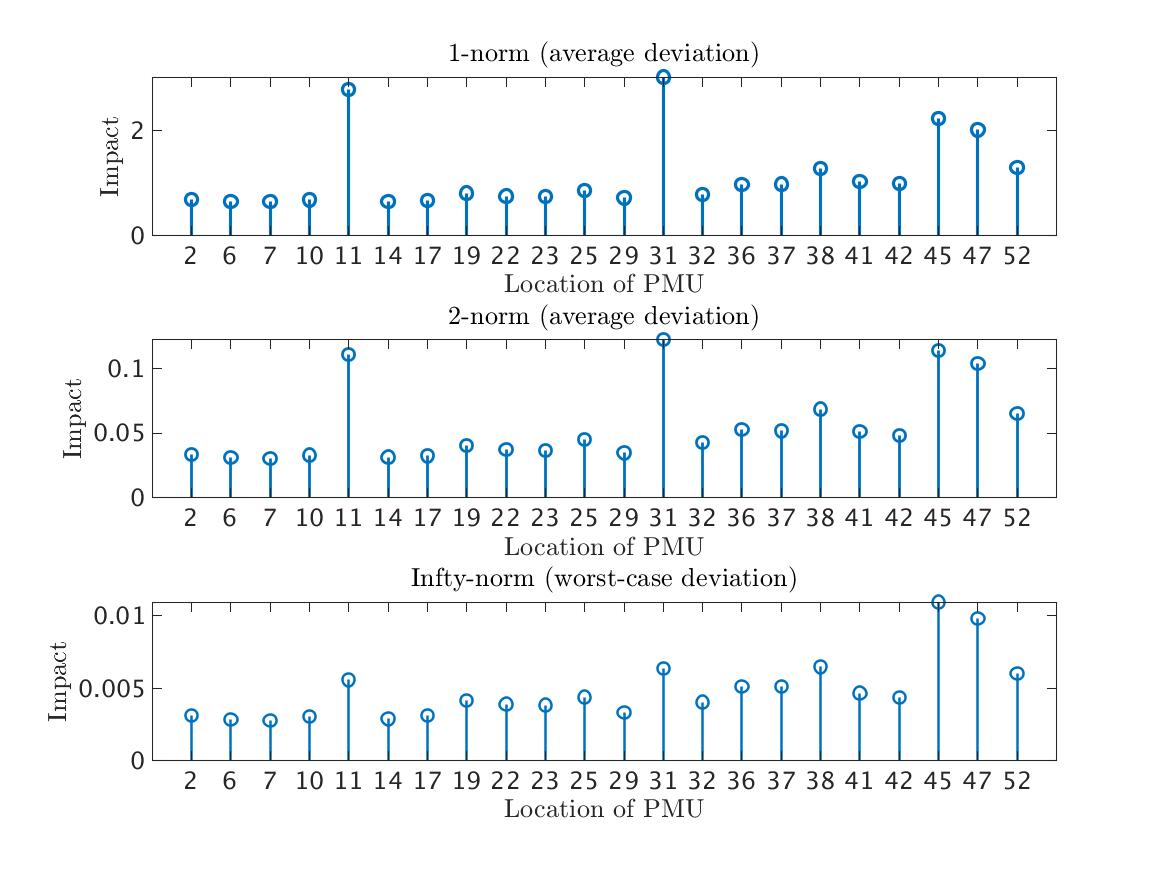 1-norm (average deviation)
Impact
2
0
2 6 7 10 11 14 17 19 22 23 25 29 31 32 36 37 38 41 42 45 47 52
Location of PMU
2-norm (average deviation)
Impact
0.1
0.05
0
2 6 7 10 11 14 17 19 22 23 25 29 31 32 36 37 38 41 42 45 47 52
Location of PMU
Infty-norm (worst-case deviation)
Impact
0.01
0.005
0
2 6 7 10 11 14 17 19 22 23 25 29 31 32 36 37 38 41 42 45 47 52
Location of PMU